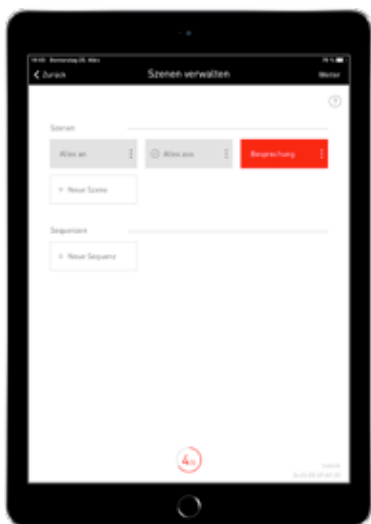 Zurück Szenen verwalten Weiter
Szenen
Alles an Alles aus Besprechung
+ Neue Szene
Sequenzen
+ Neue Sequenz